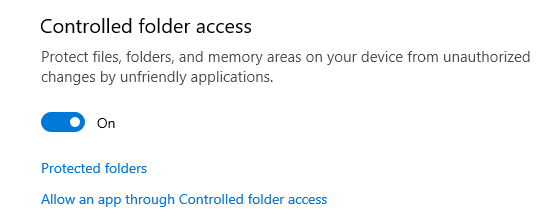 Controlled folder access
Protect files, folders, and memory areas on your device from unauthorized
changes by unfriendly applications.
On
Protected folders
Allow an app through Controlled folder access